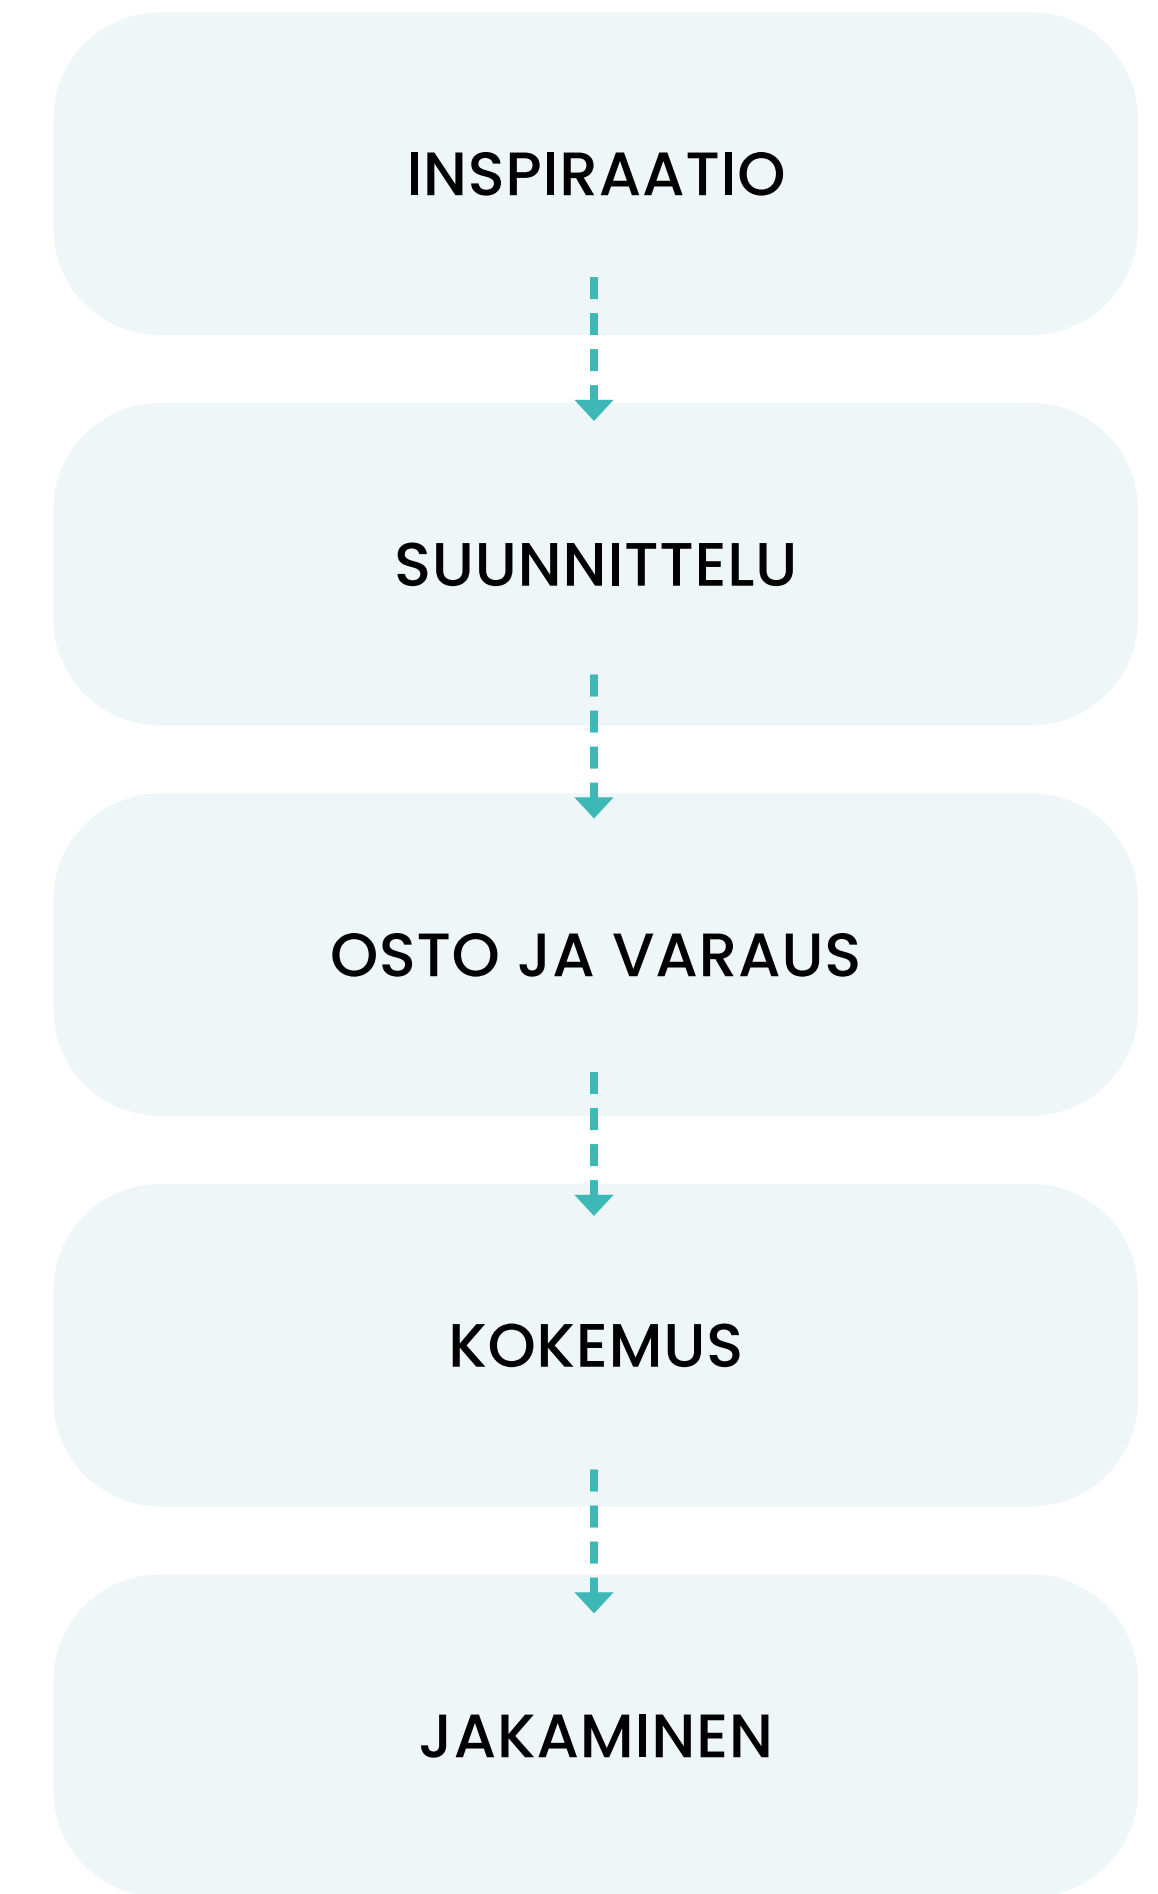 INSPIRAATIO
SUUNNITTELU
OSTO JA VARAUS
KOKEMUS
JAKAMINEN